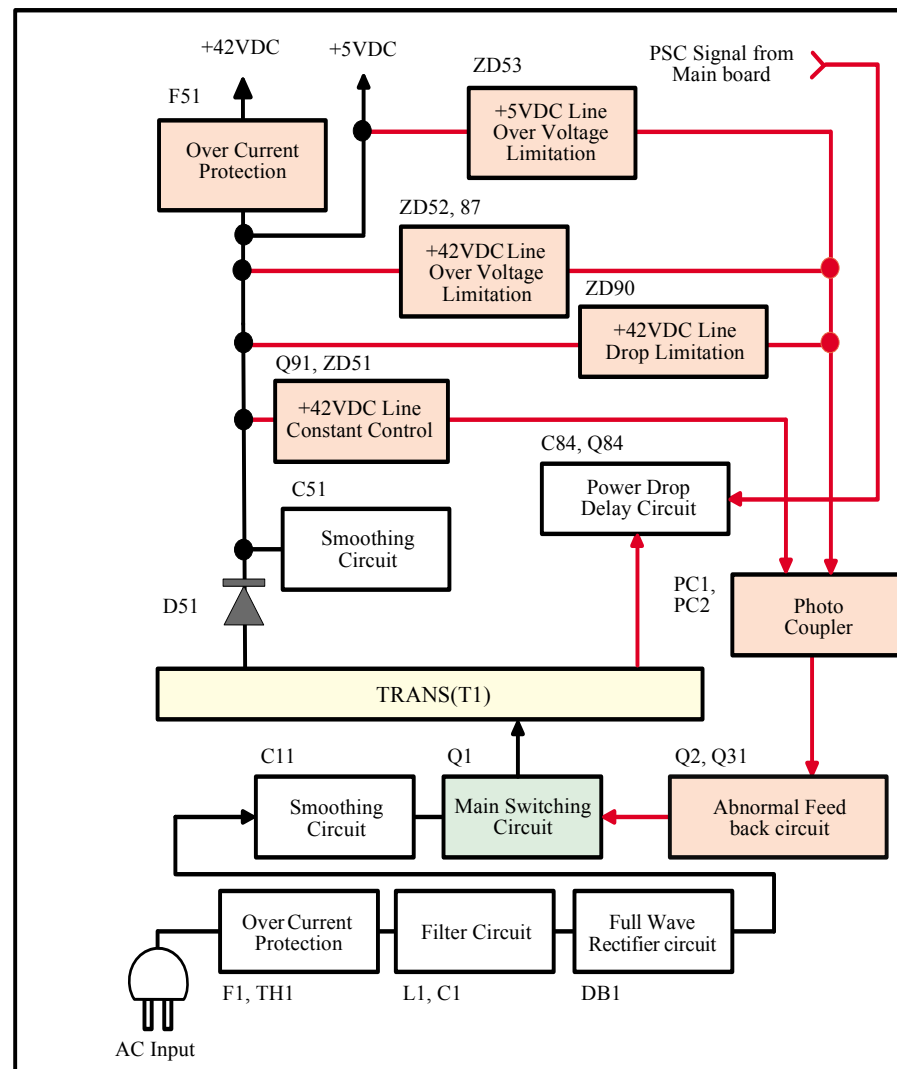 +42VDC
+5VDC
PSC Signal from
Main board
F51
ZD53
Over Current
Protection
+5VDC Line
Over Voltage
Limitation
ZD52, 87
+42VDC Line
Over Voltage
Limitation
ZD90
+42VDC Line
Drop Limitation
Q91, ZD51
+42VDC Line
Constant Control
C84, Q84
Power Drop
Delay Circuit
C51
Smoothing
Circuit
D51
PC1,
PC2
Photo
Coupler
TRANS(T1)
C11
Q1
Q2, Q31
Smoothing
Circuit
Main Switching
Circuit
Abnormal Feed
back circuit
Over Current
Protection
Filter Circuit
Full Wave
Rectifier circuit
F1, TH1
L1, C1
DB1
AC Input